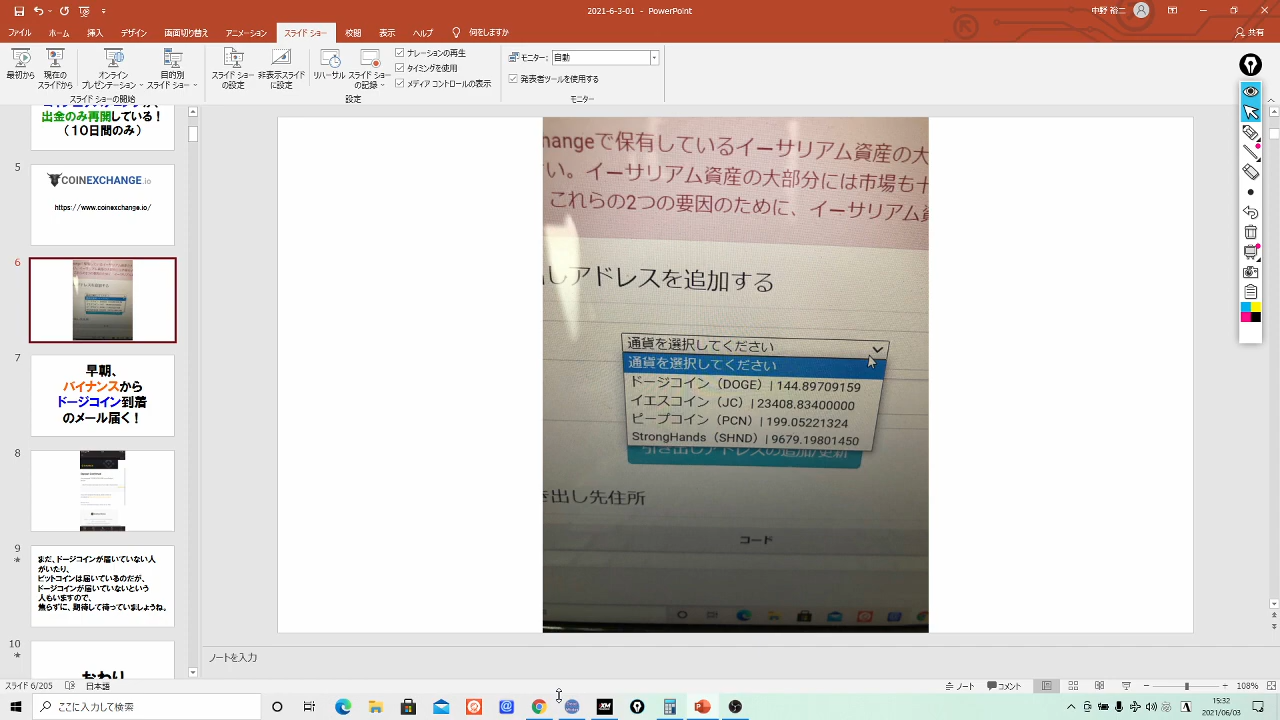 2021-6-3-01 - PowerPoint
中野 裕二
ファイル ホーム 挿入 デザイン 画面切り替え アニメーション スライド ショー 校閲 表示 ヘルプ 何をしますか
共有
最初から
現在の
スライドから
オンライン
プレゼンテーション
目的別
スライド ショー
スライド ショーの開始
スライド ショー
の設定
非表示スライド
に設定
リハーサル
スライド ショー
の記録
ナレーションの再生
タイミングを使用
メディア コントロールの表示
設定
モニター: 自動
発表者ツールを使用する
モニター
出金のみ再開している!
(10日間のみ)
5
COINEXCHANGE.io
https://www.coinexchange.io/
6
7
早朝、
バイナンスから
ドージコイン到着
のメール届く!
8
9
まだ、ドージコインが届いていない人
がいたり、
ビットコインは届いているのだが、
ドージコインが届いていないという
人もいますので、
焦らずに、期待して待っていましょうね。
10
おわり
hangeで保有しているイーサリアム資産の大
い。イーサリアム資産の大部分には市場も十
これらの2つの要因のために、イーサリアム資
しアドレスを追加する
通貨を選択してください
通貨を選択してください
ドージコイン(DOGE)| 144.89709159
イエスコイン(JC)| 23408.83400000
ピープコイン(PCN)| 199.05221324
StrongHands(SHND)| 9679.19801450
引き出しアドレスの追加/更新
き出し先住所
コード
ノートを入力
スライド 6/205 日本語
ノート コメント 108%
ここに入力して検索
XM
A
15:32
2021/06/03